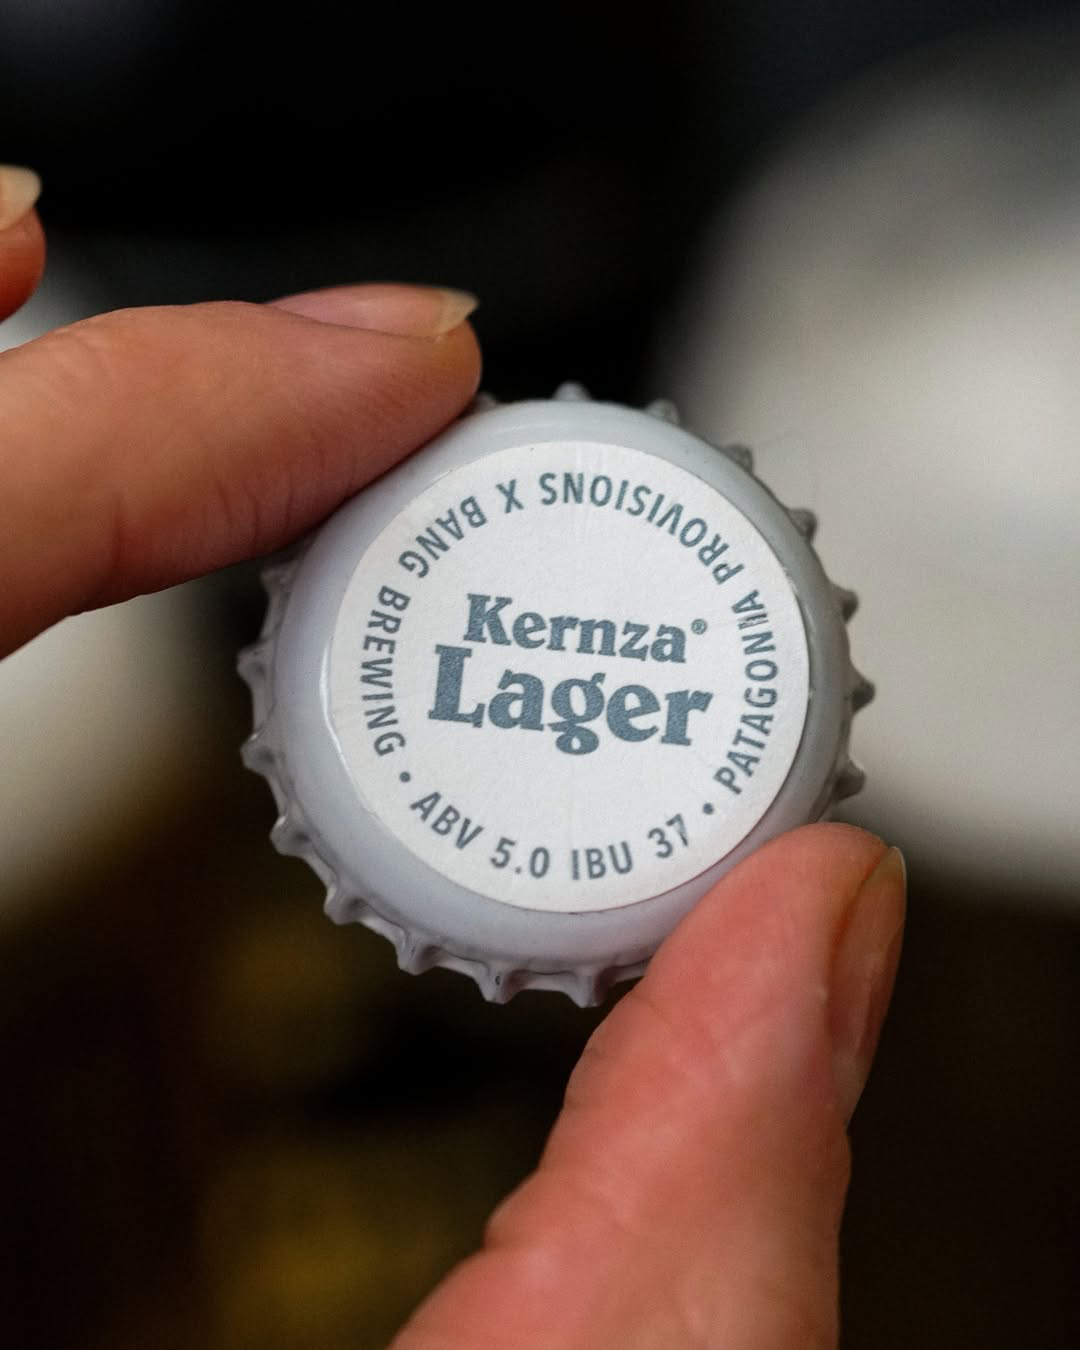 Kernza®
Lager
PATAGONIA PROVISIONS X BANG BREWING • ABV 5.0 IBU 37 •